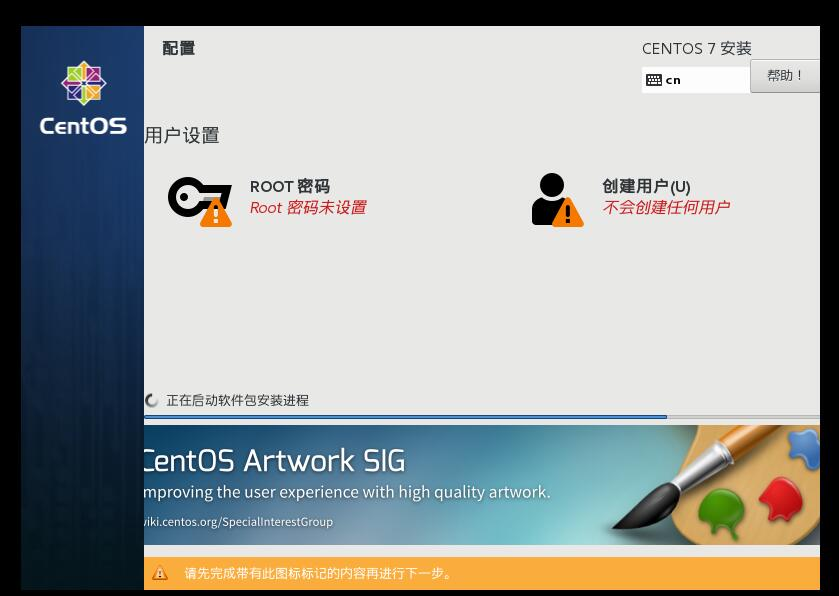 配置
CENTOS 7 安装
cn
帮助！
CentOS
用户设置
ROOT 密码
Root 密码未设置
创建用户(U)
不会创建任何用户
正在启动软件包安装进程
CentOS Artwork SIG
mproving the user experience with high quality artwork.
wiki.centos.org/SpecialInterestGroup
请先完成带有此图标标记的内容再进行下一步。